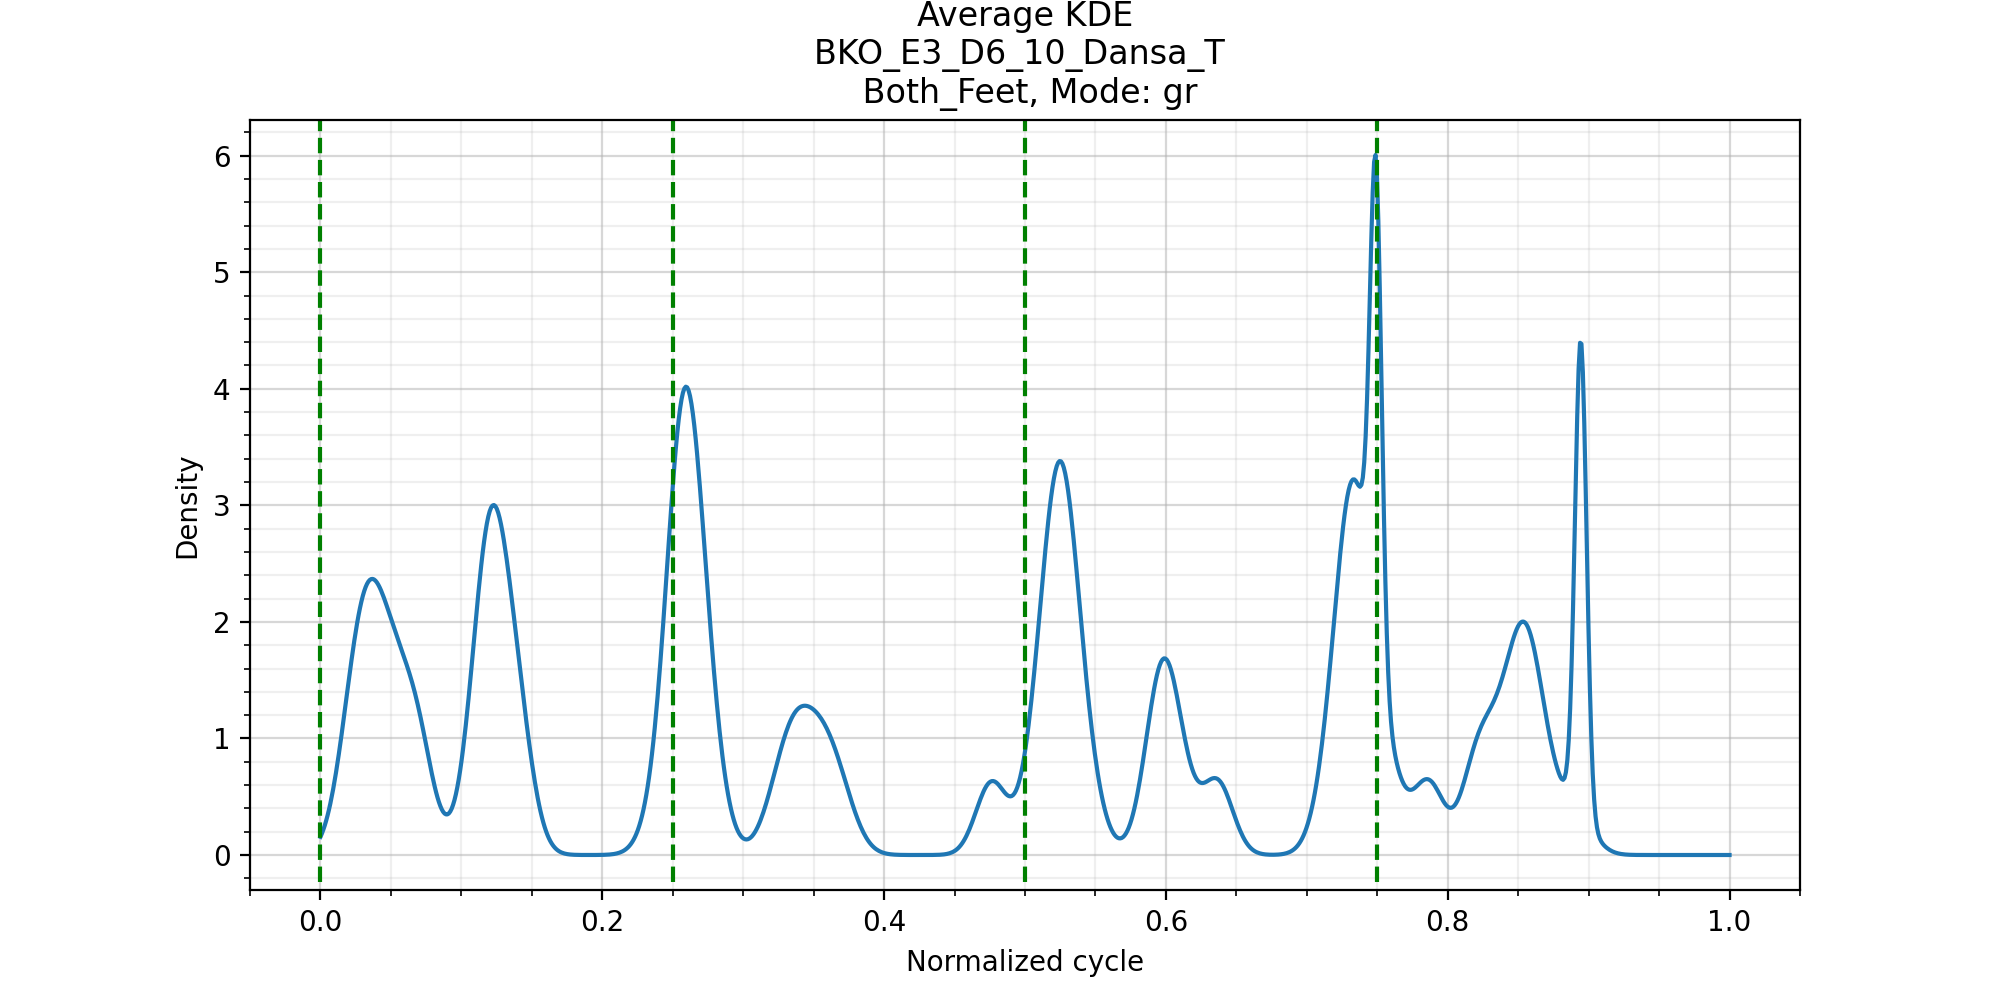 Average KDE
BKO_E3_D6_10_Dansa_T
Both_Feet, Mode: gr
6
5
4
3
2
1
0
Density
0.0 0.2 0.4 0.6 0.8 1.0
Normalized cycle